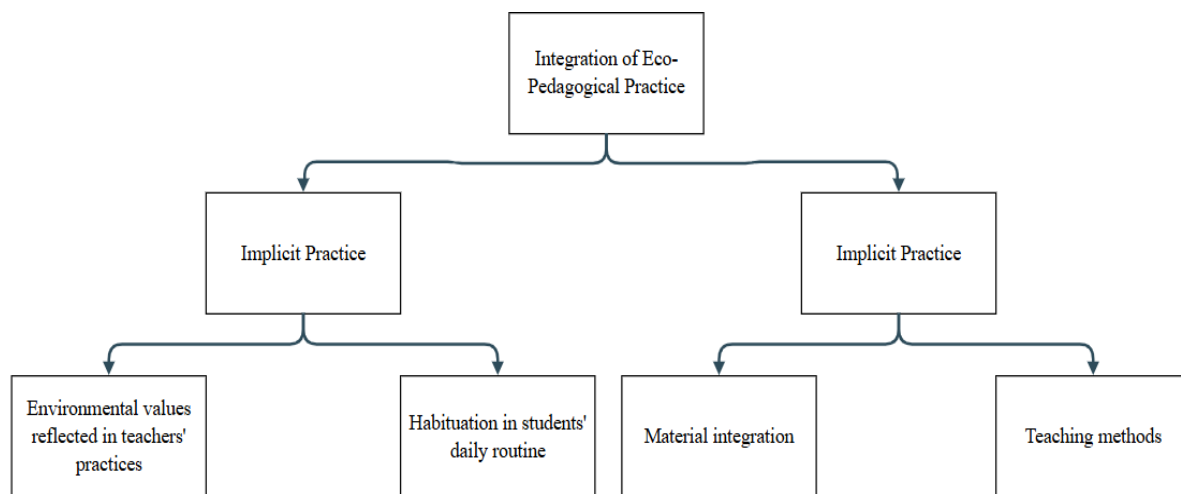 Integration of Eco-
Pedagogical Practice
Implicit Practice
Implicit Practice
Environmental values
reflected in teachers'
practices
Habituation in students'
daily routine
Material integration
Teaching methods